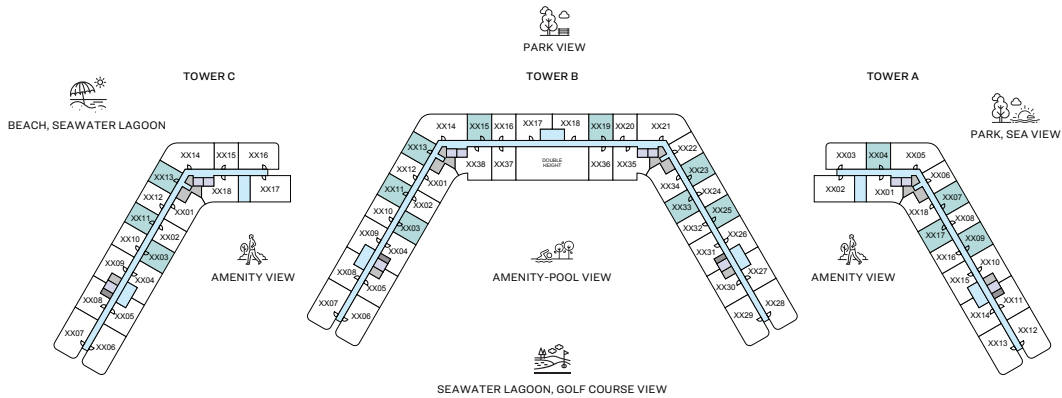 PARK VIEW
TOWER C
TOWER B
TOWER A
BEACH, SEAWATER LAGOON
PARK, SEA VIEW
XX14
XX15
XX16
XX13
XX18
XX17
XX12
XX01
XX11
XX02
XX10
XX03
XX09
XX04
XX08
XX05
XX07
XX06
AMENITY VIEW
XX14
XX15
XX16
XX17
XX18
XX19
XX20
XX21
XX13
XX38
XX37
DOUBLE
HEIGHT
XX36
XX35
XX22
XX12
XX01
XX34
XX23
XX11
XX02
XX33
XX24
XX10
XX03
XX32
XX25
XX09
XX04
XX31
XX26
XX08
XX05
XX30
XX27
XX07
XX06
XX29
XX28
AMENITY-POOL VIEW
SEAWATER LAGOON, GOLF COURSE VIEW
XX03
XX04
XX05
XX02
XX01
XX06
XX18
XX07
XX17
XX08
XX16
XX09
XX15
XX10
XX14
XX11
XX13
XX12
AMENITY VIEW